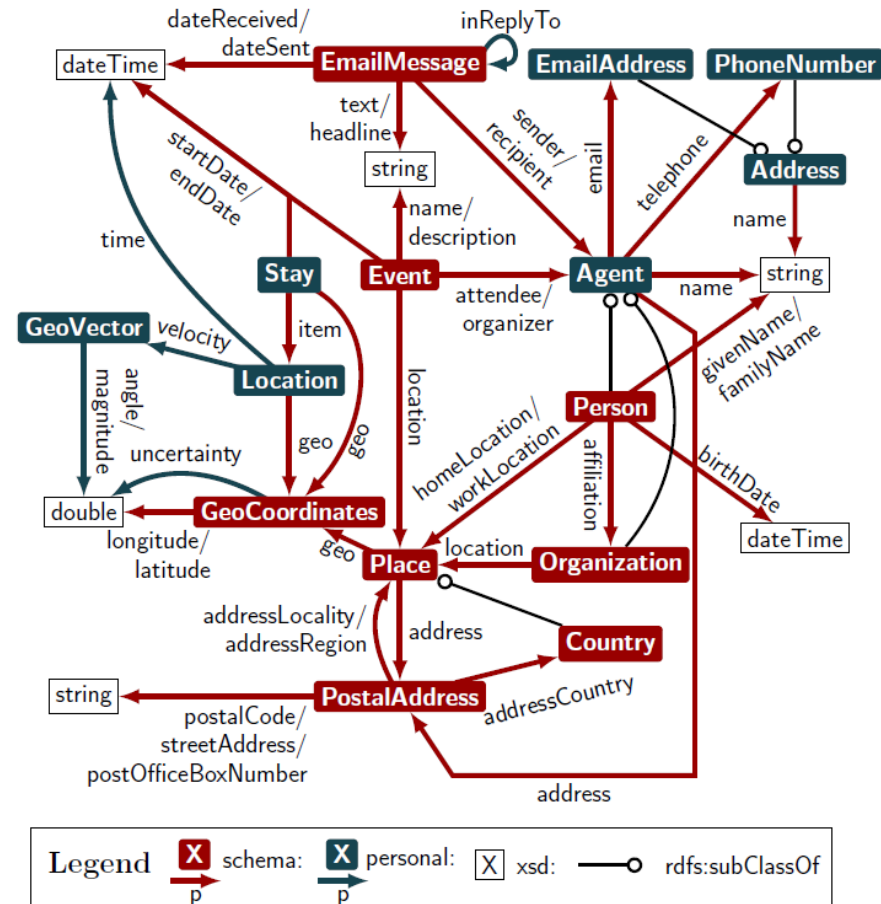 dateReceived/
dateSent
inReplyTo
dateTime
EmailMessage
EmailAddress
PhoneNumber
text/
headline
sender/
recipient
email
telephone
Address
string
startDate/
endDate
name/
description
name
time
Stay
Event
attendee/
organizer
Agent
name
string
GeoVector
velocity
item
Location
location
givenName/
familyName
angle/
magnitude
uncertainty
geo
geo
Person
homeLocation/
workLocation
affiliation
birthDate
double
GeoCoordinates
longitude/
latitude
geo
Place
location
Organization
dateTime
addressLocality/
addressRegion
address
Country
string
PostalAddress
addressCountry
postalCode/
streetAddress/
postOfficeBoxNumber
address
Legend
X
p
schema:
X
p
personal:
X
xsd:
rdfs:subClassOf